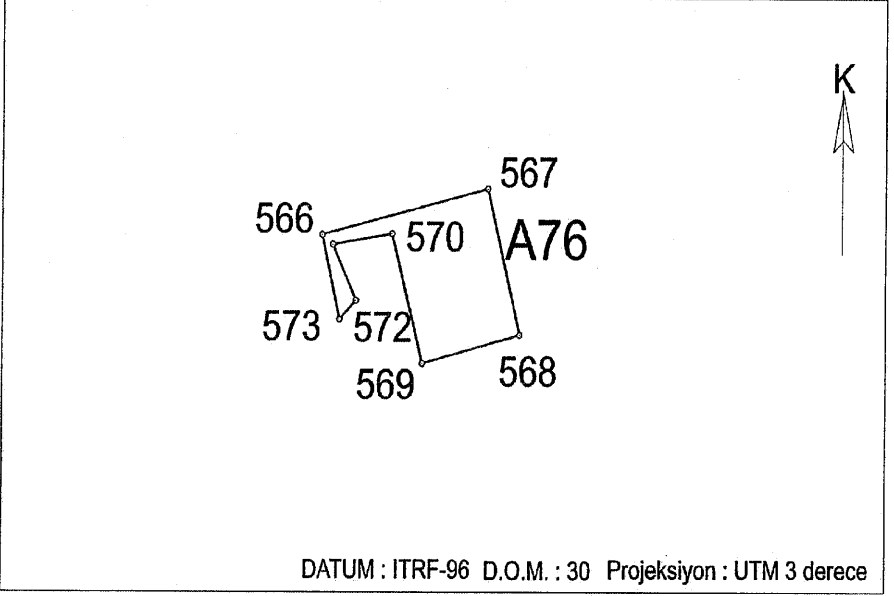 K
567
566
570
A76
573
572
569
568
DATUM : ITRF-96 D.O.M. : 30 Projeksiyon : UTM 3 derece